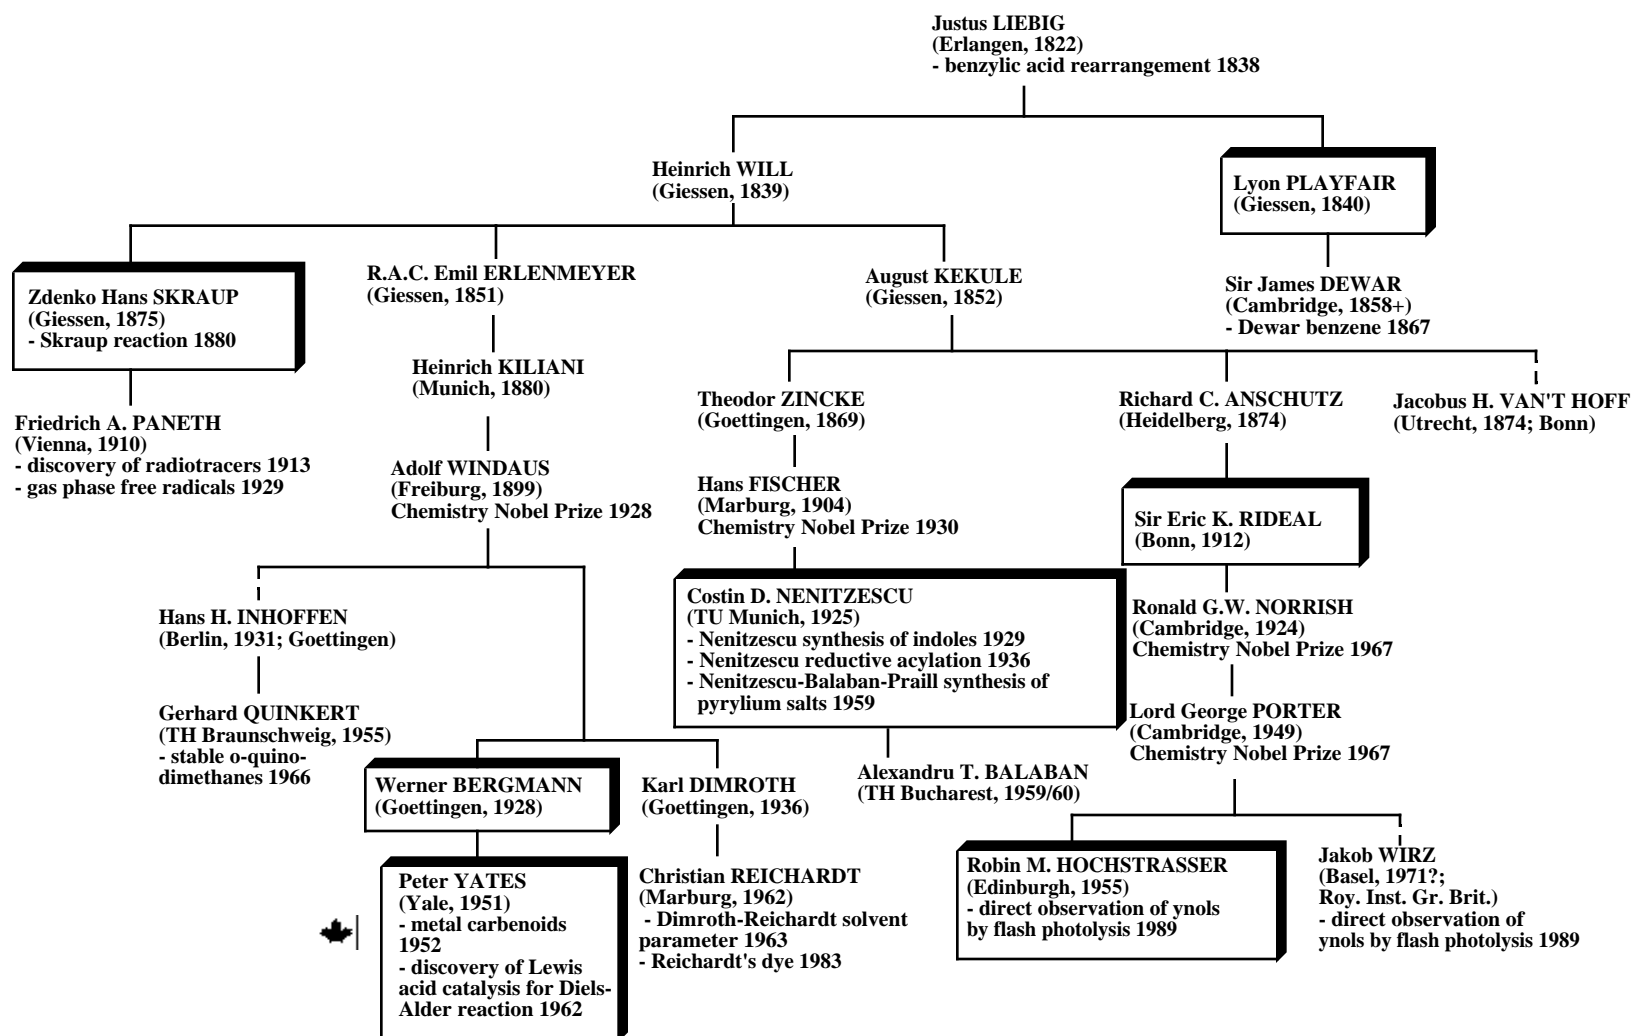 Justus LIEBIG
(Erlangen, 1822)
- benzylic acid rearrangement 1838
Heinrich WILL
(Giessen, 1839)
Lyon PLAYFAIR
(Giessen, 1840)
Zdenko Hans SKRAUP
(Giessen, 1875)
- Skraup reaction 1880
R.A.C. Emil ERLENMEYER
(Giessen, 1851)
August KEKULE
(Giessen, 1852)
Sir James DEWAR
(Cambridge, 1858+)
- Dewar benzene 1867
Friedrich A. PANETH
(Vienna, 1910)
- discovery of radiotracers 1913
- gas phase free radicals 1929
Heinrich KILIANI
(Munich, 1880)
Theodor ZINCKE
(Goettingen, 1869)
Richard C. ANSCHUTZ
(Heidelberg, 1874)
Jacobus H. VAN'T HOFF
(Utrecht, 1874; Bonn)
Adolf WINDAUS
(Freiburg, 1899)
Chemistry Nobel Prize 1928
Hans FISCHER
(Marburg, 1904)
Chemistry Nobel Prize 1930
Sir Eric K. RIDEAL
(Bonn, 1912)
Hans H. INHOFFEN
(Berlin, 1931; Goettingen)
Costin D. NENITZESCU
(TU Munich, 1925)
- Nenitzescu synthesis of indoles 1929
- Nenitzescu reductive acylation 1936
- Nenitzescu-Balaban-Praill synthesis of
pyrylium salts 1959
Ronald G.W. NORRISH
(Cambridge, 1924)
Chemistry Nobel Prize 1967
Gerhard QUINKERT
(TH Braunschweig, 1955)
- stable o-quino-
dimethanes 1966
Lord George PORTER
(Cambridge, 1949)
Chemistry Nobel Prize 1967
Werner BERGMANN
(Goettingen, 1928)
Karl DIMROTH
(Goettingen, 1936)
Alexandru T. BALABAN
(TH Bucharest, 1959/60)
Peter YATES
(Yale, 1951)
- metal carbenoids
1952
- discovery of Lewis
acid catalysis for Diels-
Alder reaction 1962
Christian REICHARDT
(Marburg, 1962)
- Dimroth-Reichardt solvent
parameter 1963
- Reichardt's dye 1983
Robin M. HOCHSTRASSER
(Edinburgh, 1955)
- direct observation of ynols
by flash photolysis 1989
Jakob WIRZ
(Basel, 1971?;
Roy. Inst. Gr. Brit.)
- direct observation of
ynols by flash photolysis 1989